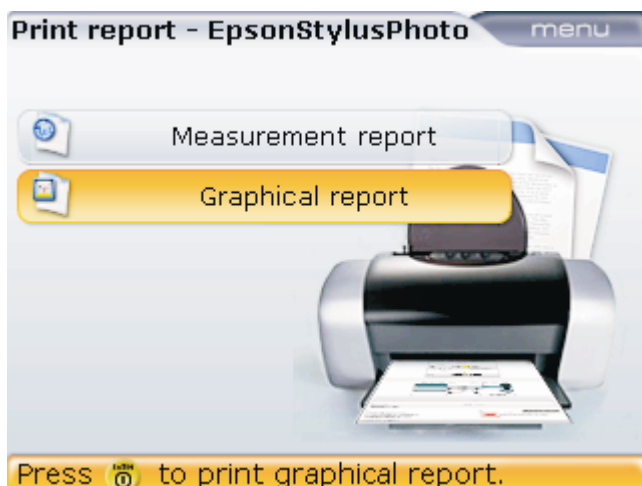 Print report - EpsonStylusPhoto
menu
Measurement report
Graphical report
Press to print graphical report.